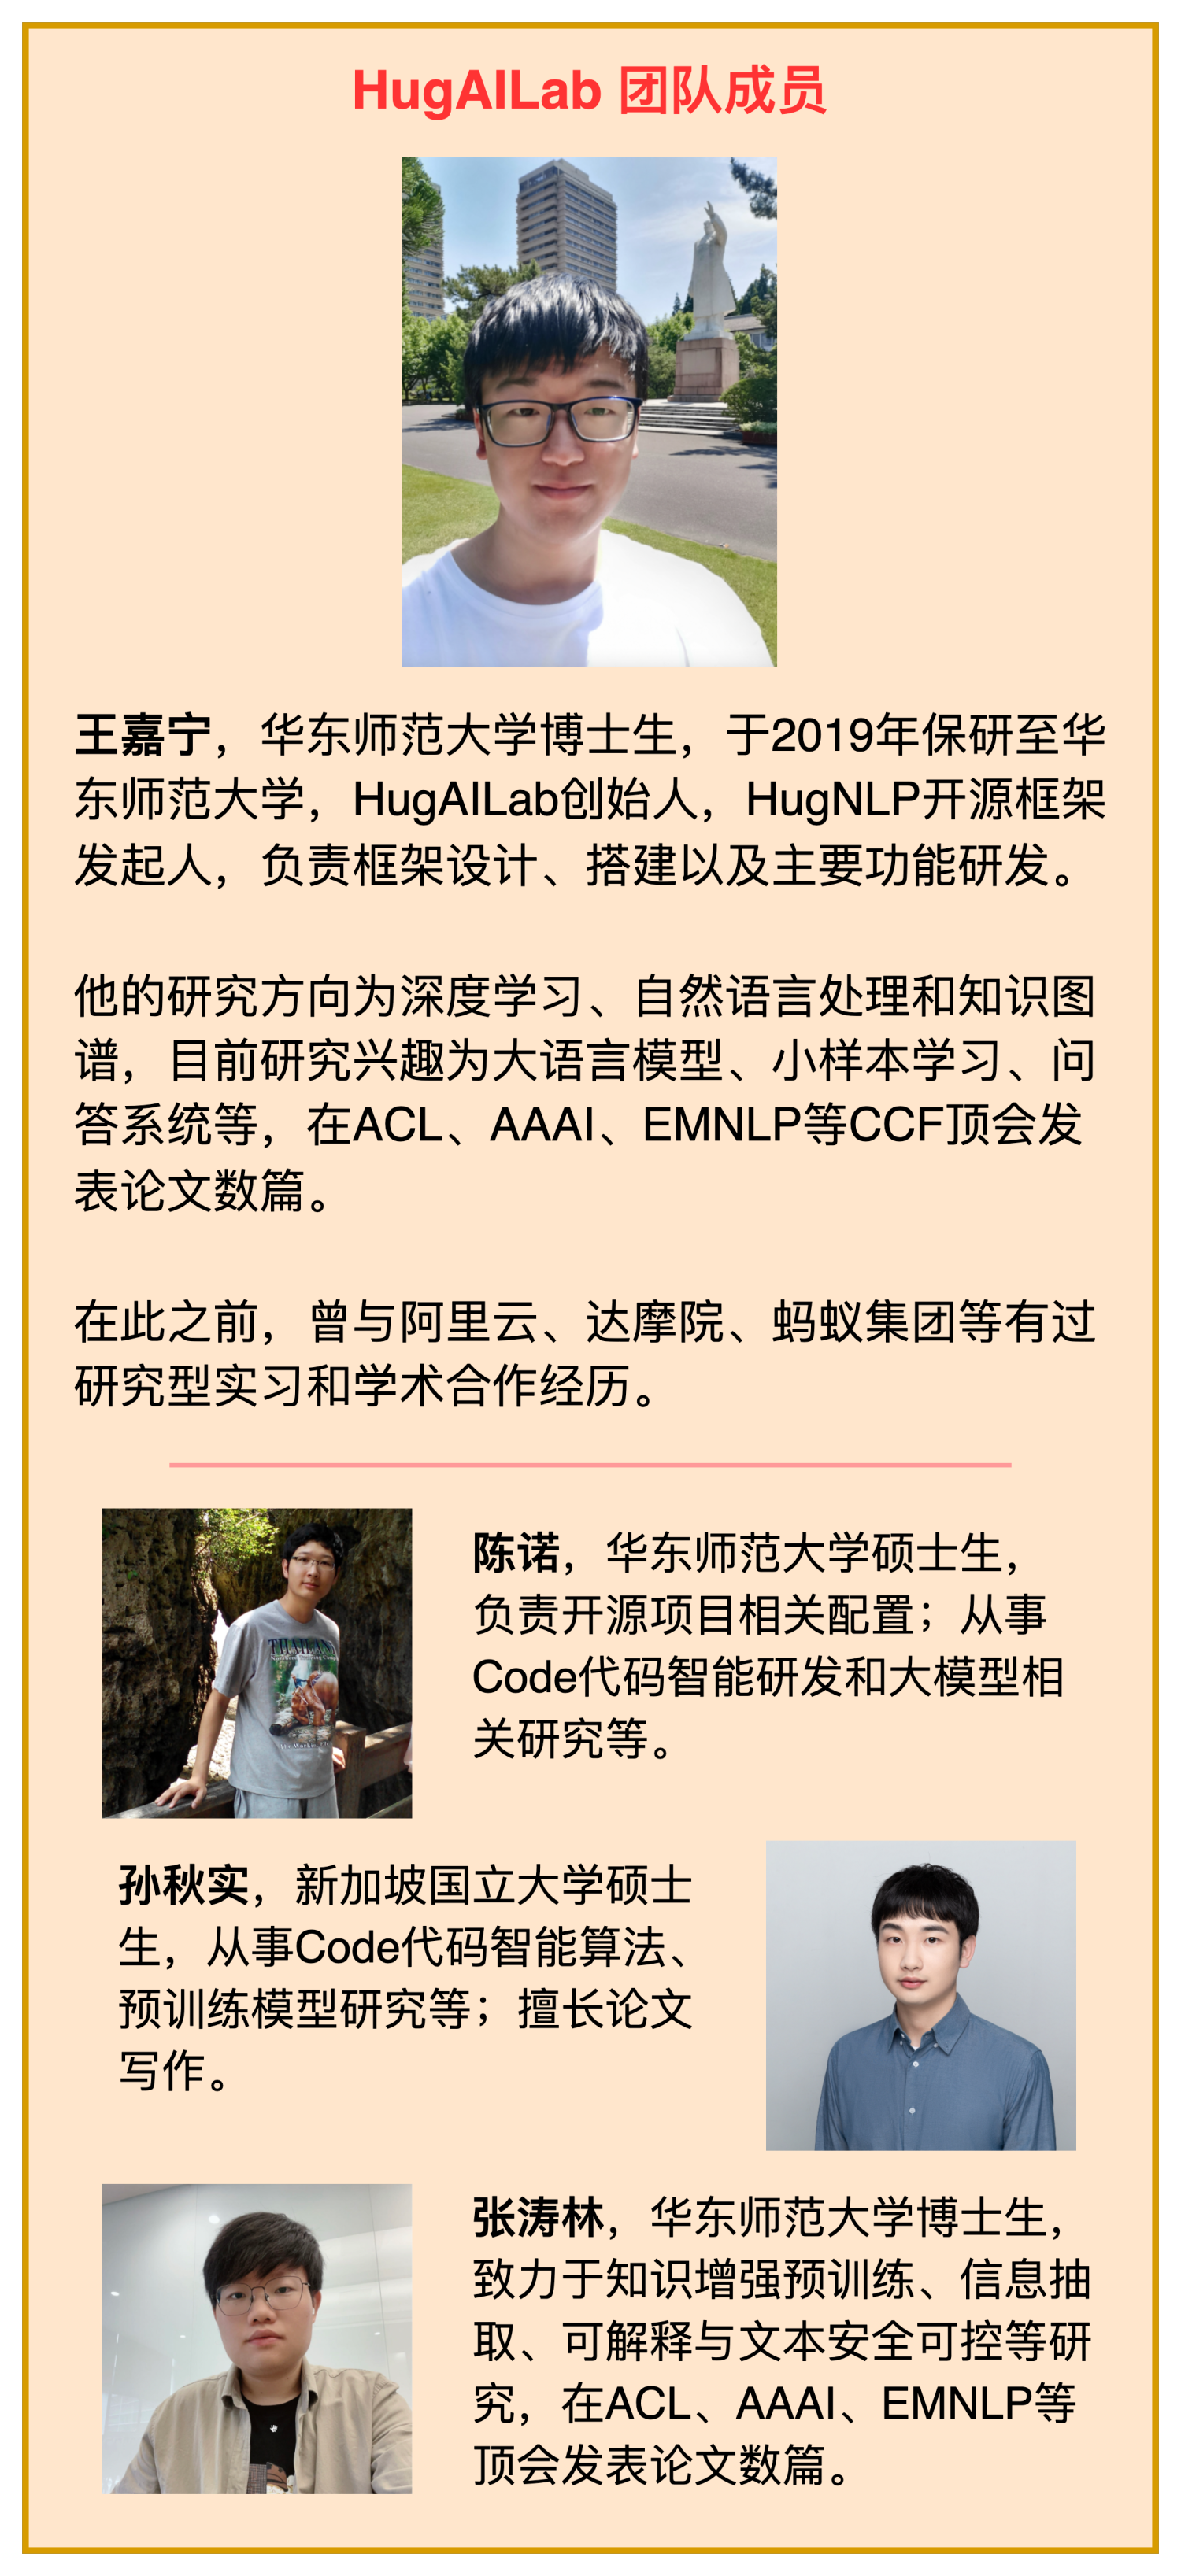 HugAILab 团队成员
王嘉宁，华东师范大学博士生，于2019年保研至华
东师范大学，HugAILab创始人，HugNLP开源框架
发起人，负责框架设计、搭建以及主要功能研发。
他的研究方向为深度学习、自然语言处理和知识图
谱，目前研究兴趣为大语言模型、小样本学习、问
答系统等，在ACL、AAAI、EMNLP等CCF顶会发
表论文数篇。
在此之前，曾与阿里云、达摩院、蚂蚁集团等有过
研究型实习和学术合作经历。
陈诺，华东师范大学硕士生，
负责开源项目相关配置；从事
Code代码智能研发和大模型相
关研究等。
孙秋实，新加坡国立大学硕士
生，从事Code代码智能算法、
预训练模型研究等；擅长论文
写作。
张涛林，华东师范大学博士生，
致力于知识增强预训练、信息抽
取、可解释与文本安全可控等研
究，在ACL、AAAI、EMNLP等
顶会发表论文数篇。